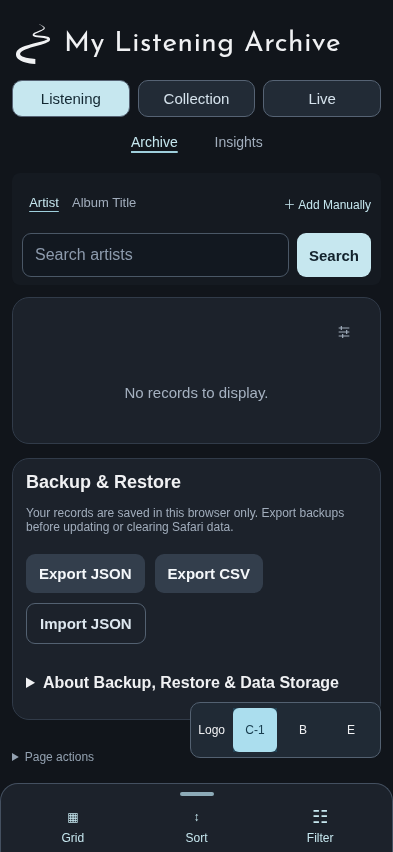 My Listening Archive
Listening Collection Live
Archive Insights
Artist Album Title + Add Manually
Search artists Search
No records to display.
Backup & Restore
Your records are saved in this browser only. Export backups
before updating or clearing Safari data.
Export JSON Export CSV
Import JSON
About Backup, Restore & Data Storage
Logo C-1 B E
Page actions
Grid Sort Filter